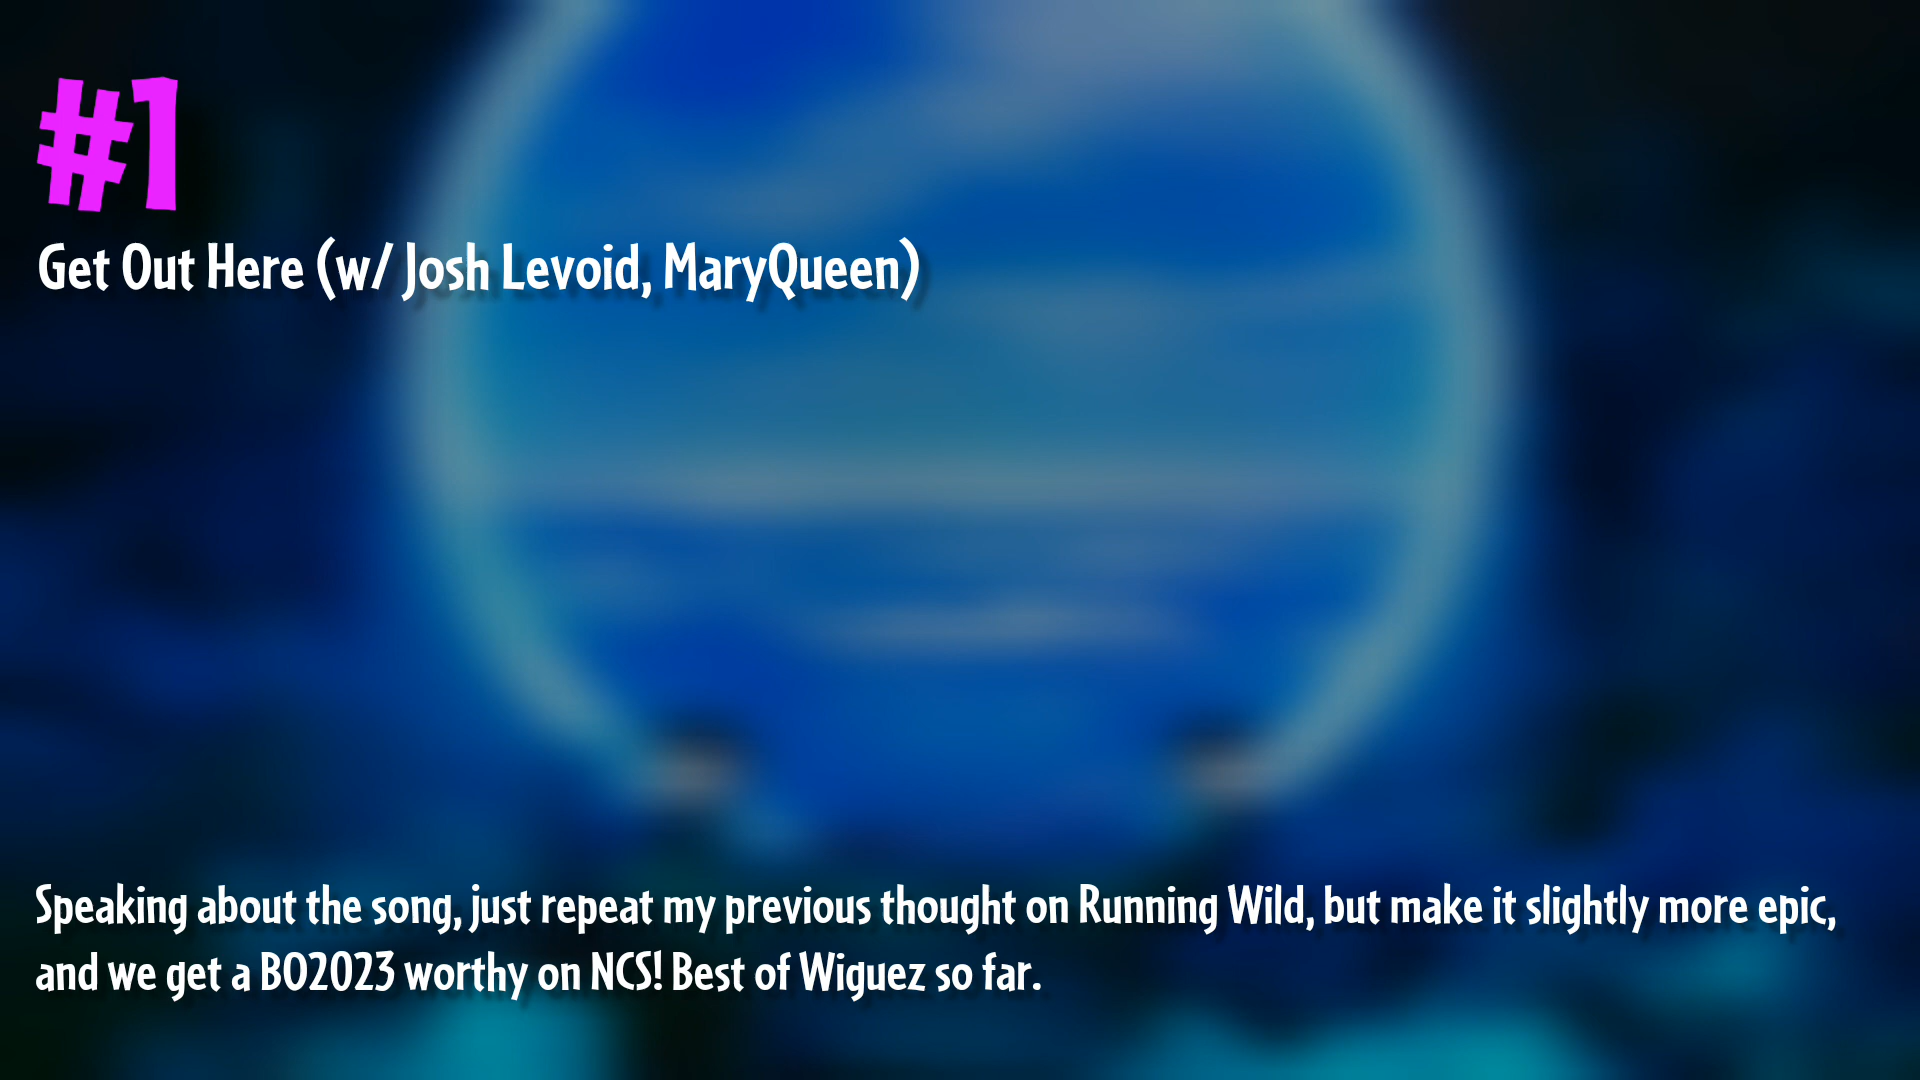 #1
Get Out Here (w/ Josh Levoid, MaryQueen)
Speaking about the song, just repeat my previous thought on Running Wild, but make it slightly more epic,
and we get a BO2023 worthy on NCS! Best of Wiguez so far.